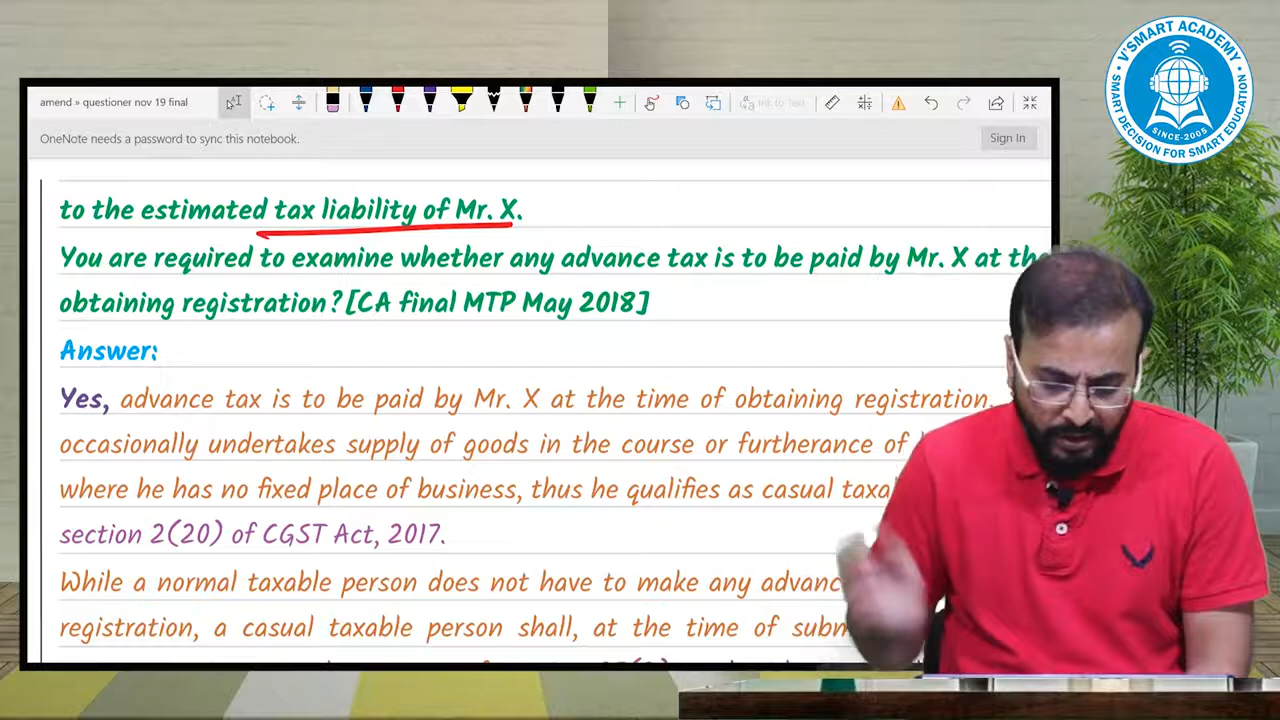 V'SMART ACADEMY
SINCE-2005
SMART DECISION FOR SMART EDUCATION
amend » questioner nov 19 final
Ink to Text
OneNote needs a password to sync this notebook.
Sign In
to the estimated tax liability of Mr. X.
You are required to examine whether any advance tax is to be paid by Mr. X at the
obtaining registration? [CA final MTP May 2018]
Answer:
Yes, advance tax is to be paid by Mr. X at the time of obtaining registration.
occasionally undertakes supply of goods in the course or furtherance of
where he has no fixed place of business, thus he qualifies as casual
section 2(20) of CGST Act, 2017.
While a normal taxable person does not have to make any
registration, a casual taxable person shall, at the time of